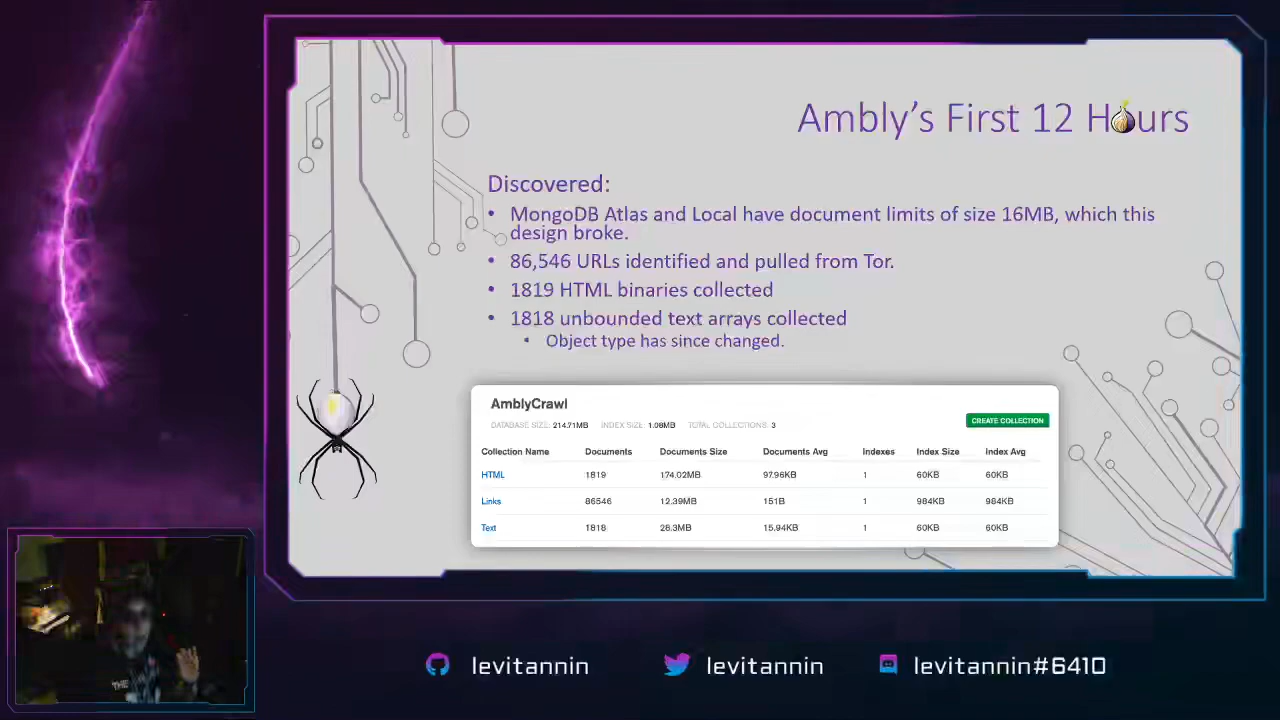 Ambly's First 12 Hours
Discovered:
• MongoDB Atlas and Local have document limits of size 16MB, which this
design broke.
• 86,546 URLs identified and pulled from Tor.
• 1819 HTML binaries collected
• 1818 unbounded text arrays collected
• Object type has since changed.
AmblyCrawl
DATABASE SIZE: 214.71MB INDEX SIZE: 1.08MB TOTAL COLLECTIONS: 3
CREATE COLLECTION
Collection Name Documents Documents Size Documents Avg Indexes Index Size Index Avg
HTML 1819 174.02MB 97.96KB 1 60KB 60KB
Links 86546 12.39MB 151B 1 984KB 984KB
Text 1818 28.3MB 15.94KB 1 60KB 60KB
THE
levitannin levitannin levitannin#6410